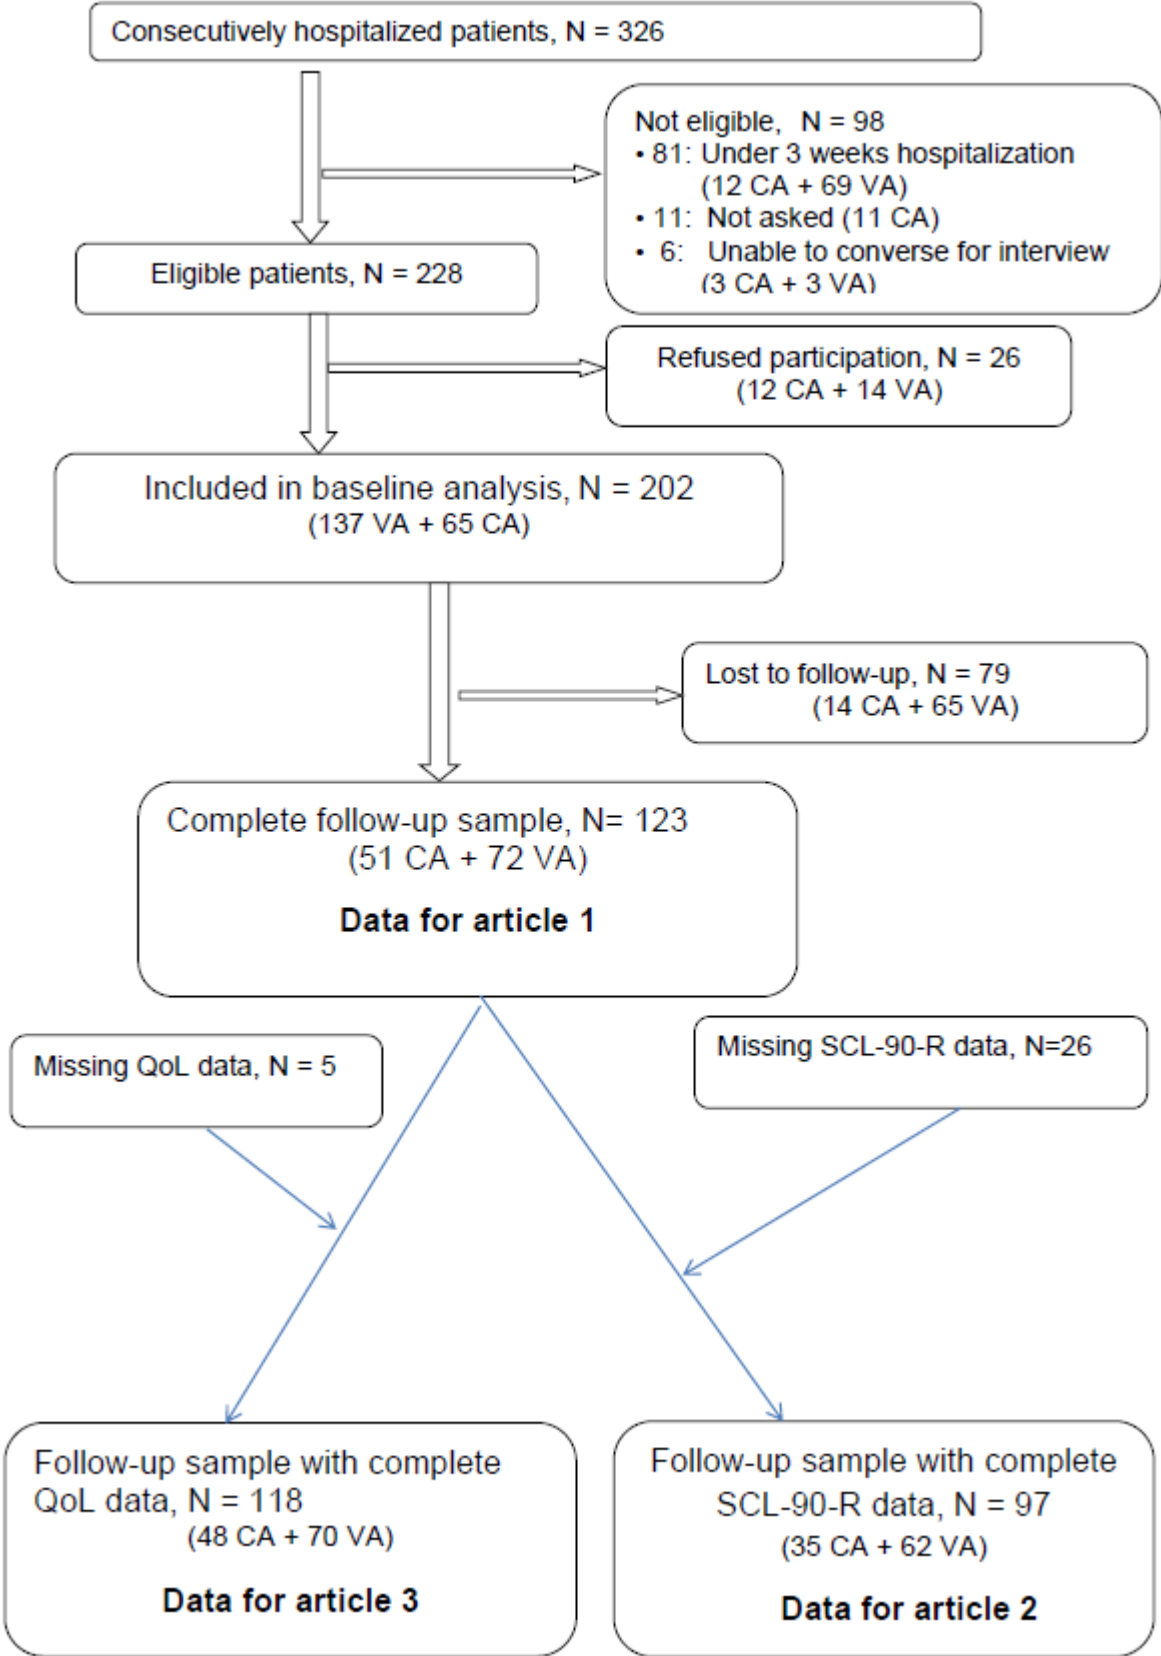 Consecutively hospitalized patients, N = 326
Not eligible, N = 98
• 81: Under 3 weeks hospitalization
(12 CA + 69 VA)
• 11: Not asked (11 CA)
• 6: Unable to converse for interview
(3 CA + 3 VA)
Eligible patients, N = 228
Refused participation, N = 26
(12 CA + 14 VA)
Included in baseline analysis, N = 202
(137 VA + 65 CA)
Lost to follow-up, N = 79
(14 CA + 65 VA)
Complete follow-up sample, N= 123
(51 CA + 72 VA)
Data for article 1
Missing QoL data, N = 5
Missing SCL-90-R data, N=26
Follow-up sample with complete
QoL data, N = 118
(48 CA + 70 VA)
Data for article 3
Follow-up sample with complete
SCL-90-R data, N = 97
(35 CA + 62 VA)
Data for article 2